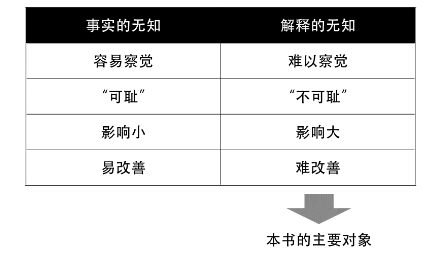 事实的无知 解释的无知
容易察觉 难以察觉
“可耻” “不可耻”
影响小 影响大
易改善 难改善
本书的主要对象